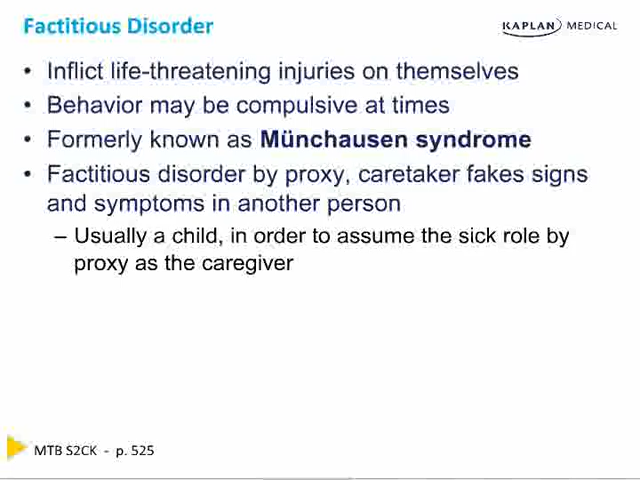 Factitious Disorder
KAPLAN MEDICAL
• Inflict life-threatening injuries on themselves
• Behavior may be compulsive at times
• Formerly known as Münchausen syndrome
• Factitious disorder by proxy, caretaker fakes signs
and symptoms in another person
– Usually a child, in order to assume the sick role by
proxy as the caregiver
MTB S2CK - p. 525